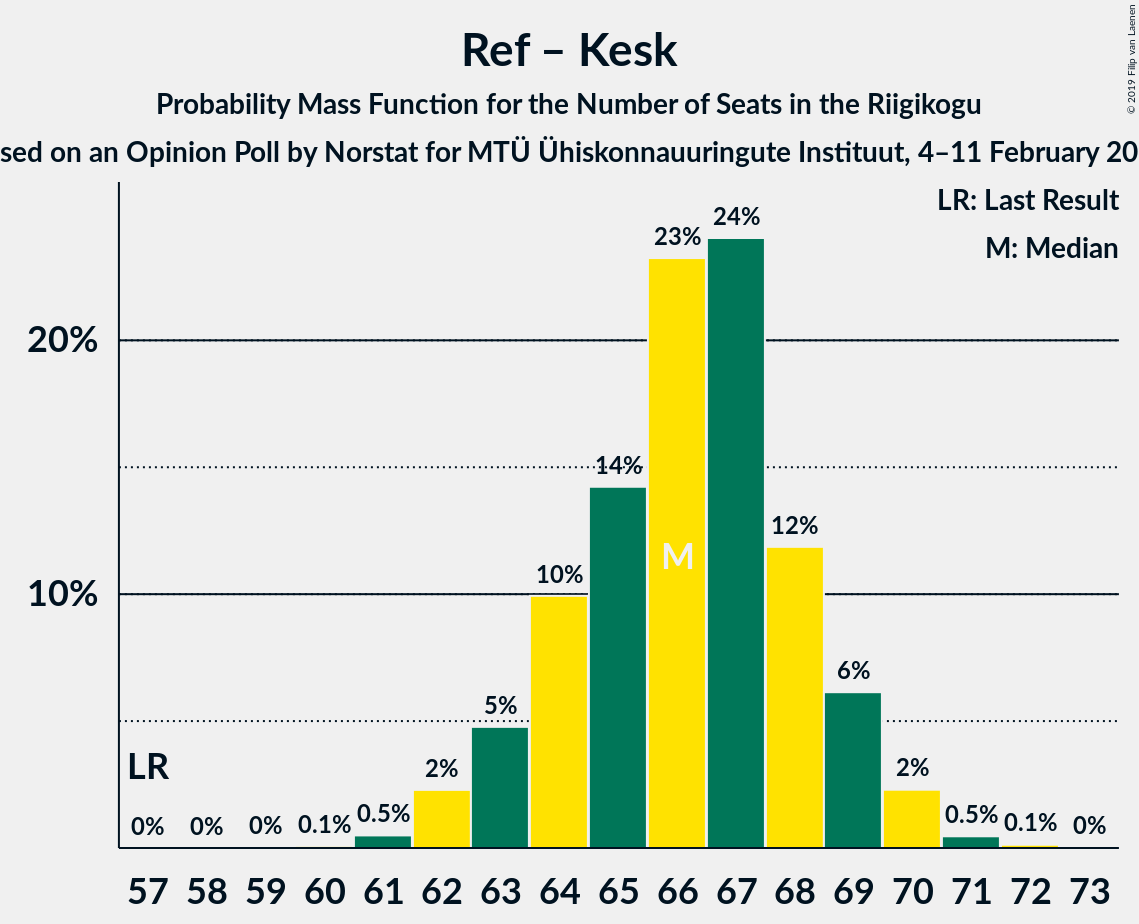 Ref – Kesk
Probability Mass Function for the Number of Seats in the Riigikogu
sed on an Opinion Poll by Norstat for MTÜ Ühiskonnauuringute Instituut, 4–11 February 20
© 2019 Filip van Laenen
LR: Last Result
M: Median
20%
10%
24%
23%
14%
M
12%
10%
6%
5%
LR
2%
2%
0%
0%
0%
0.1%
0.5%
0.5%
0.1%
0%
57 58 59 60 61 62 63 64 65 66 67 68 69 70 71 72 73